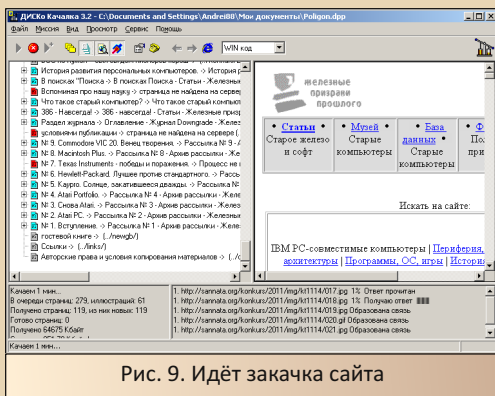 ДИСКо Качалка 3.2 - C:\Documents and Settings\Andrei88\Мои документы\Poligon.dpp
Файл Миссия Вид Просмотр Сервис Помощь
WIN код
История развития персональных компьютеров. -> История р
В поисках "Поиска -> В поисках Поиска - Статьи - Железные
Вспоминая про нашу науку -> страница не найдена на сервере
Что такое старый компьютер? -> Что такое старый компьют
386 - Навсегда! -> 386 - навсегда! - Статьи - Железные приз
Раздел журнала -> Оглавление - Журнал Downgrade - Желез
условиями публикации -> страница не найдена на сервере (.
№ 9. Commodore VIC 20. Венец творения. -> Рассылка № 9 - А
№ 8. Macintosh Plus. -> Рассылка № 8 - Архив рассылки - Же
№ 7. Texas Instruments - победы и поражения. -> Процесс не
№ 6. Hewlett-Packard. Лучшее против стандартного. -> Расс
№ 5. Kaypro. Солнце, закатившееся дважды. -> Рассылка №
№ 4. Atari Portfolio. -> Рассылка № 4 - Архив рассылки - Желе
№ 3. Снова Atari. -> Рассылка № 3 - Архив рассылки - Желе
№ 2. Atari PC. -> Рассылка № 2 - Архив рассылки - Железны
№ 1. Вступление. -> Рассылка № 1 - Архив рассылки - Желез
гостевой книге -> (../newgb/)
Ссылки -> (../links/)
Авторские права и условия копирования материалов -> (../c
железные
призраки
прошлого
• Статьи •
Старое железо
и софт
• Музей •
Старые
компьютеры
• База
данных •
Старые
компьютеры
• Ф
По
при
Искать на сайте:
IBM PC-совместимые компьютеры | Периферия,
архитектуры | Программы, ОС, игры | История
Качаем 1 мин...
В очереди страниц: 279, иллюстраций: 61
Получено страниц: 119, из них новых: 119
Готово страниц: 0
Получено 64675 Кбайт
1. http://sannata.org/konkurs/2011/img/kt1114/017.jpg 1% Ответ прочитан
1. http://sannata.org/konkurs/2011/img/kt1114/018.jpg 1% Получаю ответ
1. http://sannata.org/konkurs/2011/img/kt1114/019.jpg Образована связь
1. http://sannata.org/konkurs/2011/img/kt1114/020.gif Образована связь
1. http://sannata.org/konkurs/2011/img/kt1114/021.jpg Образована связь
Качаем 1 мин...
Рис. 9. Идёт закачка сайта